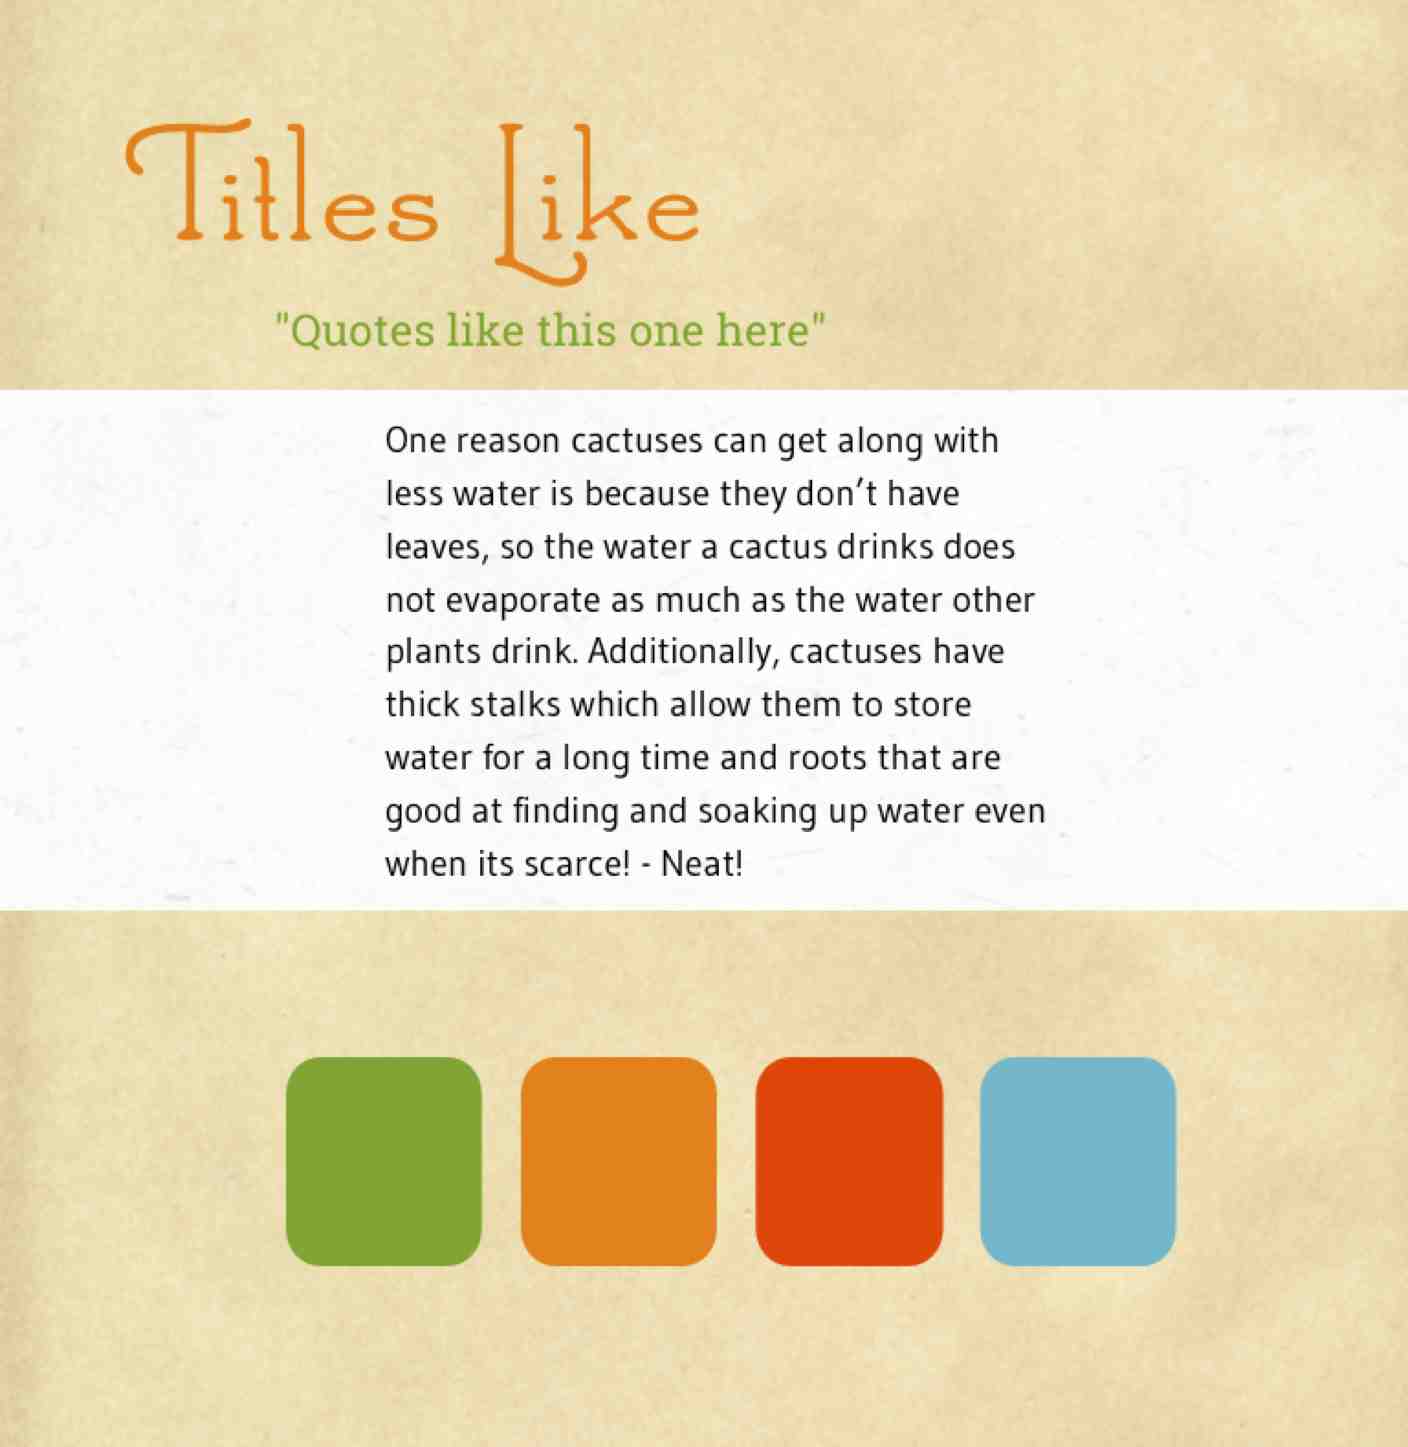 Titles Like
"Quotes like this one here"
One reason cactuses can get along with
less water is because they don’t have
leaves, so the water a cactus drinks does
not evaporate as much as the water other
plants drink. Additionally, cactuses have
thick stalks which allow them to store
water for a long time and roots that are
good at finding and soaking up water even
when its scarce! - Neat!